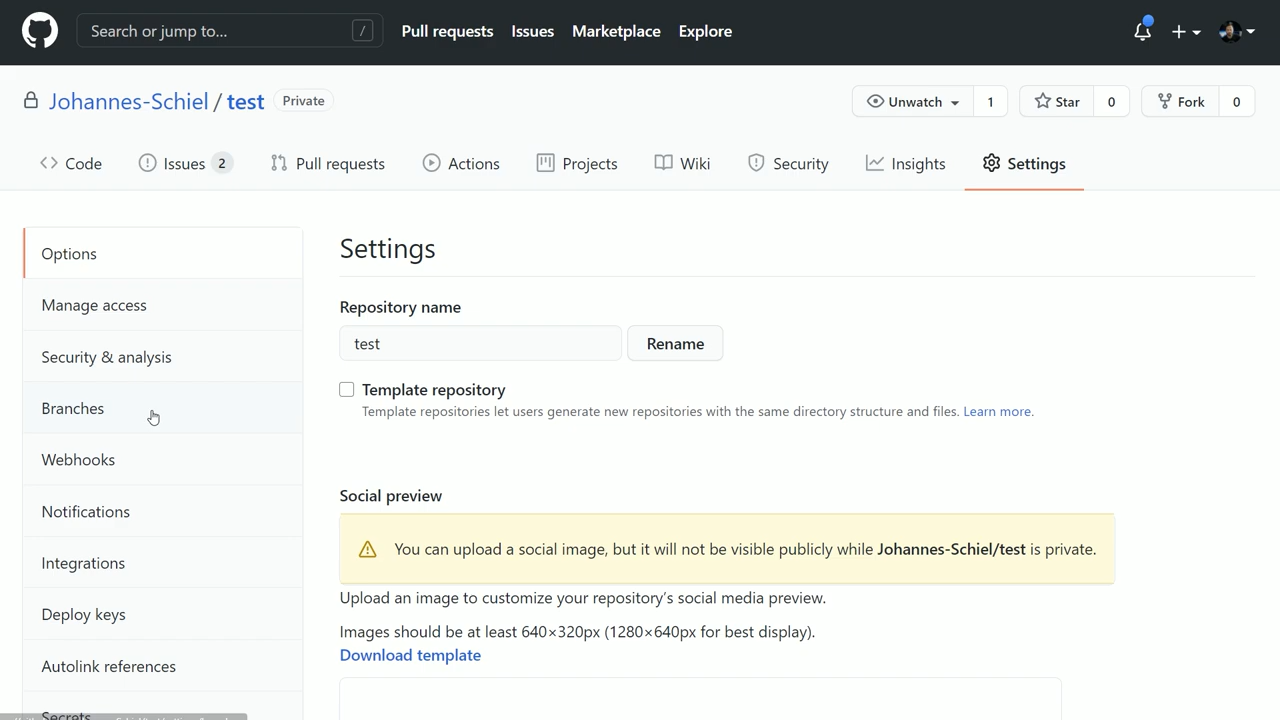 Search or jump to... /
Pull requests Issues Marketplace Explore
Johannes-Schiel / test Private
Unwatch 1 Star 0 Fork 0
Code Issues 2 Pull requests Actions Projects Wiki Security Insights Settings
Options
Manage access
Security & analysis
Branches
Webhooks
Notifications
Integrations
Deploy keys
Autolink references
Secrets
Settings
Repository name
test Rename
Template repository
Template repositories let users generate new repositories with the same directory structure and files. Learn more.
Social preview
You can upload a social image, but it will not be visible publicly while Johannes-Schiel/test is private.
Upload an image to customize your repository's social media preview.
Images should be at least 640×320px (1280×640px for best display).
Download template